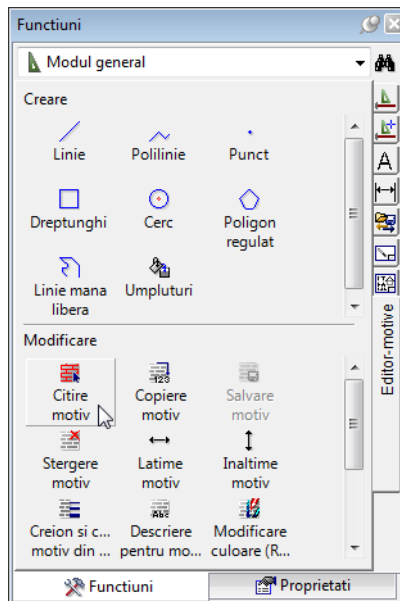 Functiuni
Modul general
Creare
Linie
Polilinie
Punct
Dreptunghi
Cerc
Poligon
regulat
Linie mana
libera
Umpluturi
Modificare
Citire
motiv
123
Copiere
motiv
Salvare
motiv
Stergere
motiv
Latime
motiv
Inaltime
motiv
Creion si c...
motiv din ...
Abc
Descriere
pentru mo...
Modificare
culoare (R...
A
Editor-motive
Functiuni
Proprietati